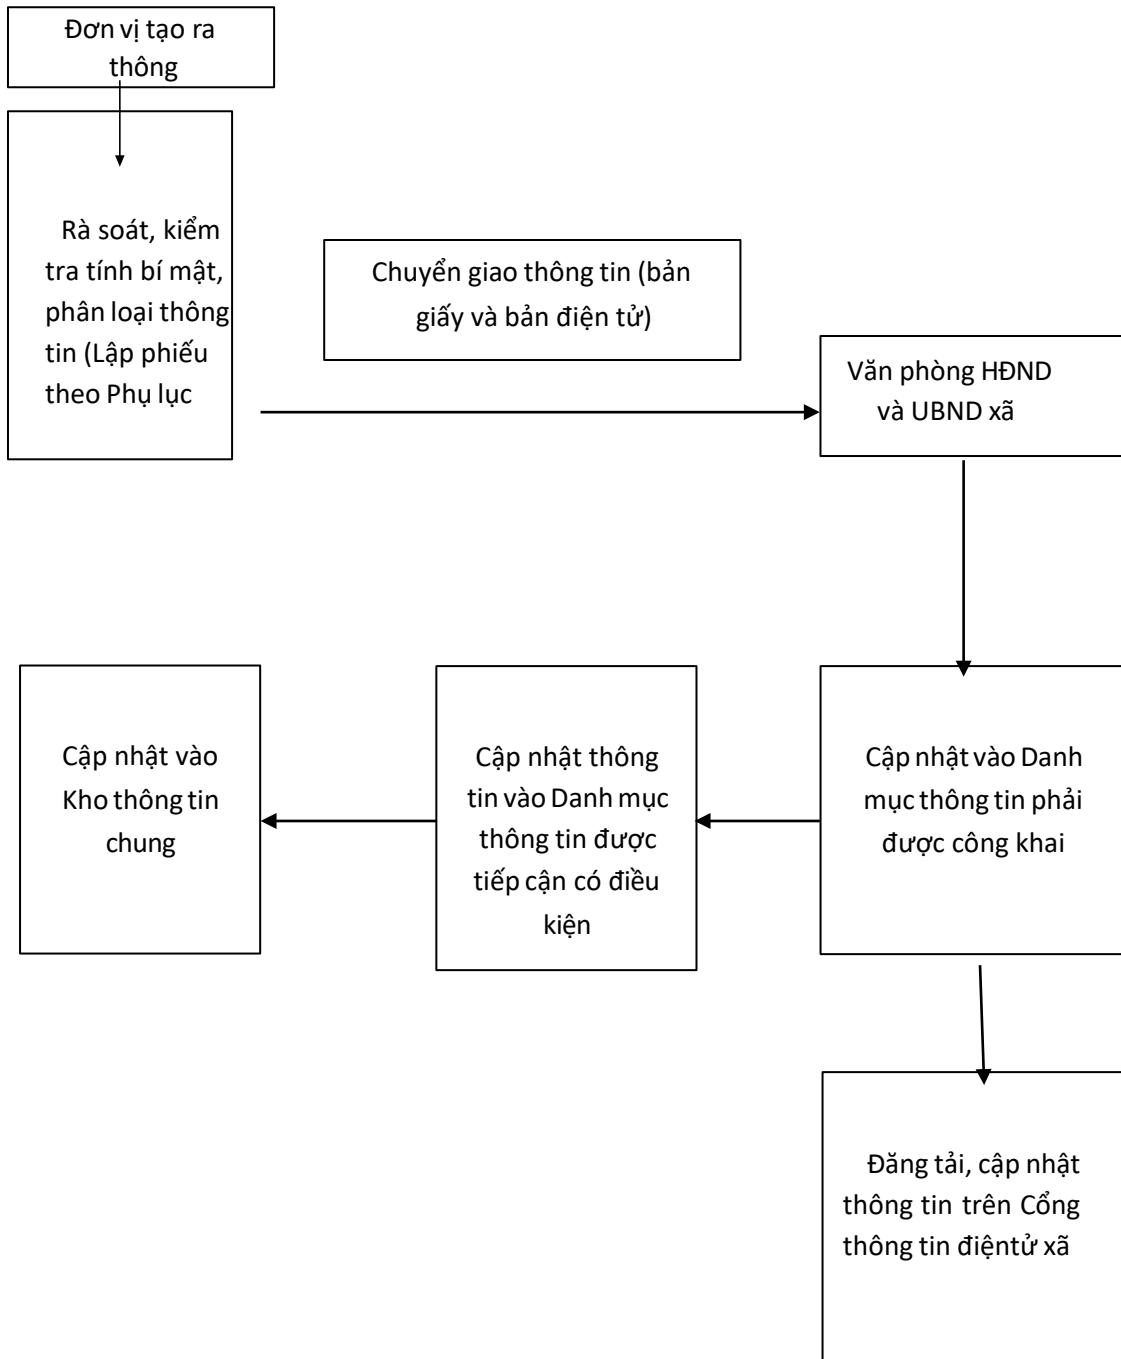 Đơn vị tạo ra
thông
Rà soát, kiểm
tra tính bí mật,
phân loại thông
tin (Lập phiếu
theo Phụ lục
Chuyển giao thông tin (bản
giấy và bản điện tử)
Văn phòng HĐND
và UBND xã
Cập nhật vào
Kho thông tin
chung
Cập nhật thông
tin vào Danh mục
thông tin được
tiếp cận có điều
kiện
Cập nhật vào Danh
mục thông tin phải
được công khai
Đăng tải, cập nhật
thông tin trên Cổng
thông tin điệntử xã